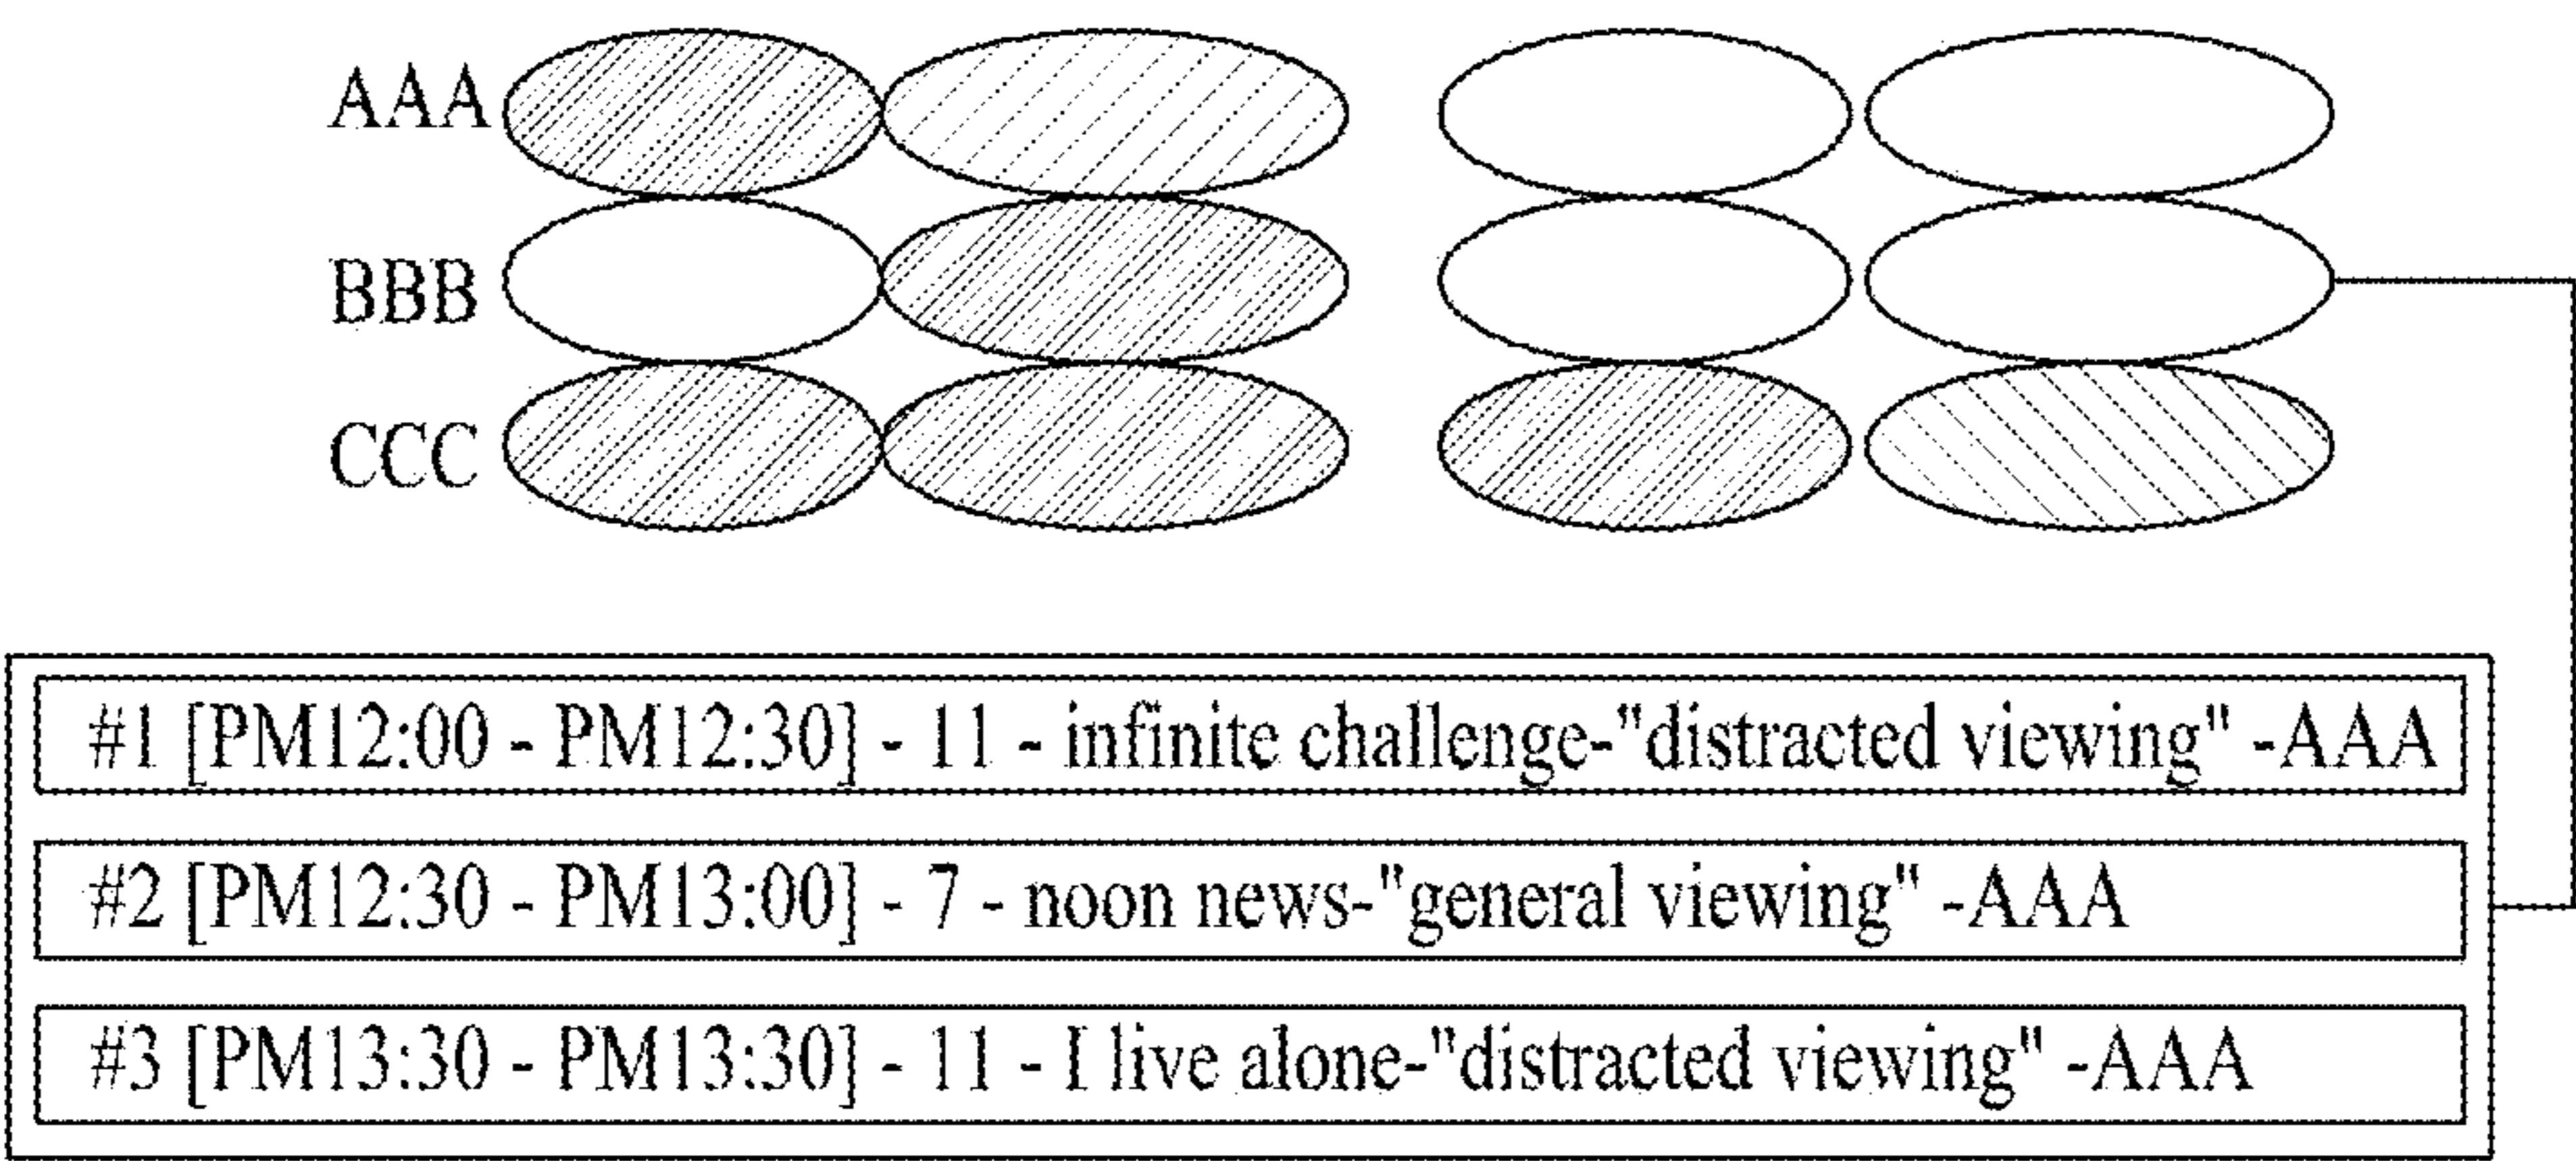 AAA
BBB
CCC
#1 [PM12:00 - PM12:30] - 11 - infinite challenge-"distracted viewing" -AAA
#2 [PM12:30 - PM13:00] - 7 - noon news-"general viewing" -AAA
#3 [PM13:30 - PM13:30] - 11 - I live alone-"distracted viewing" -AAA